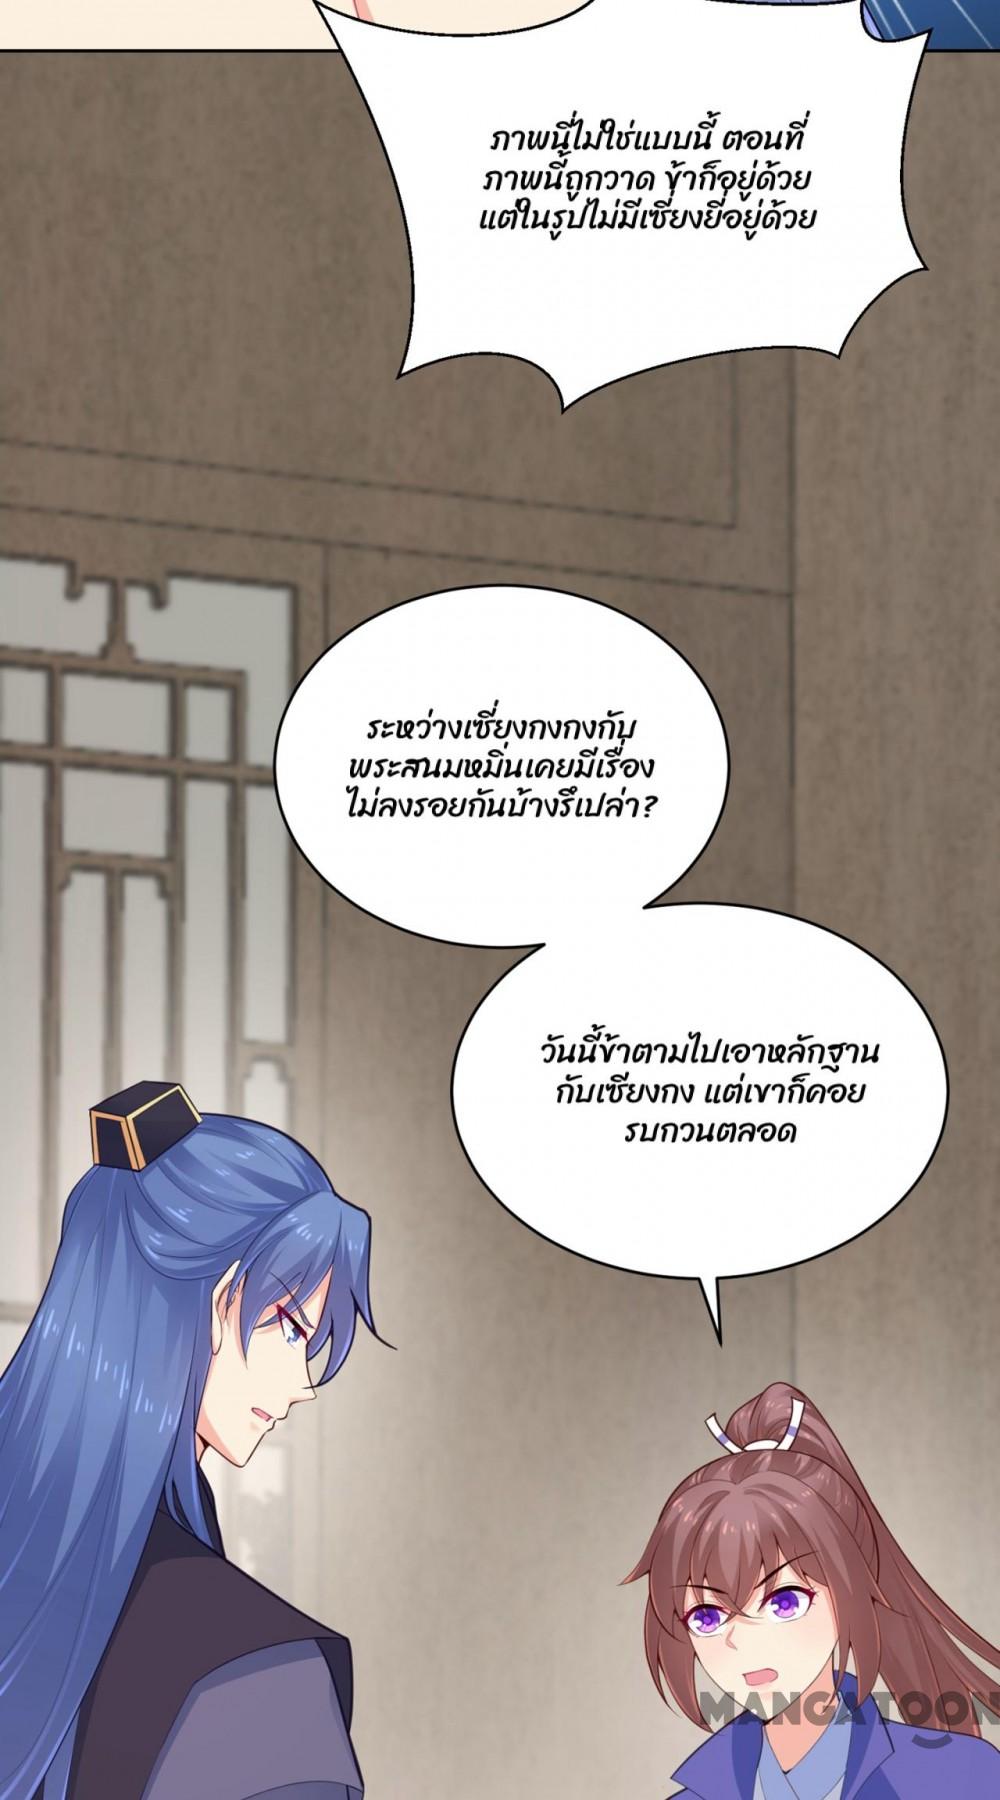 ภาพนี้ไม่ใช่แบบนี้ ตอนที่
ภาพนี้ถูกวาด ข้าก็อยู่ด้วย
แต่ในรูปไม่มีเซี่ยงยี่อยู่ด้วย
ระหว่างเซี่ยงกงกงกับ
พระสนมหมิ่นเคยมีเรื่อง
ไม่ลงรอยกันบ้างรึเปล่า?
วันนี้ข้าตามไปเอาหลักฐาน
กับเซียงกง แต่เขาก็คอย
รบกวนตลอด
MANGATOON